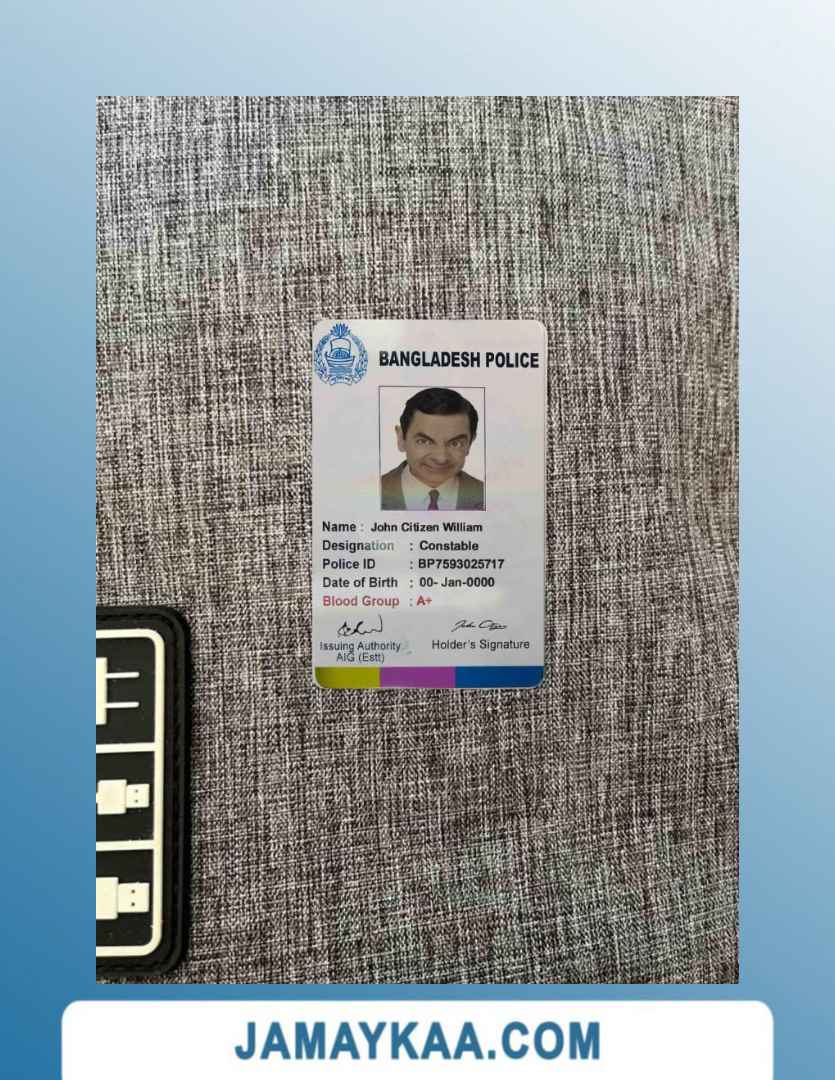 BANGLADESH POLICE
Name : John Citizen William
Designation : Constable
Police ID : BP7593025717
Date of Birth : 00- Jan-0000
Blood Group : A+
Issuing Authority Holder's Signature
AIG (Estt)
JAMAYKAA.COM